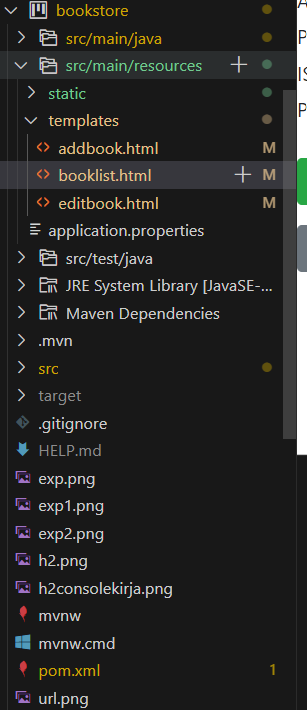 bookstore
src/main/java
src/main/resources
static
templates
addbook.html M
booklist.html M
editbook.html M
application.properties
src/test/java
JRE System Library [JavaSE-...
Maven Dependencies
.mvn
src
target
.gitignore
HELP.md
exp.png
exp1.png
exp2.png
h2.png
h2consolekirja.png
mvnw
mvnw.cmd
pom.xml 1
url.png